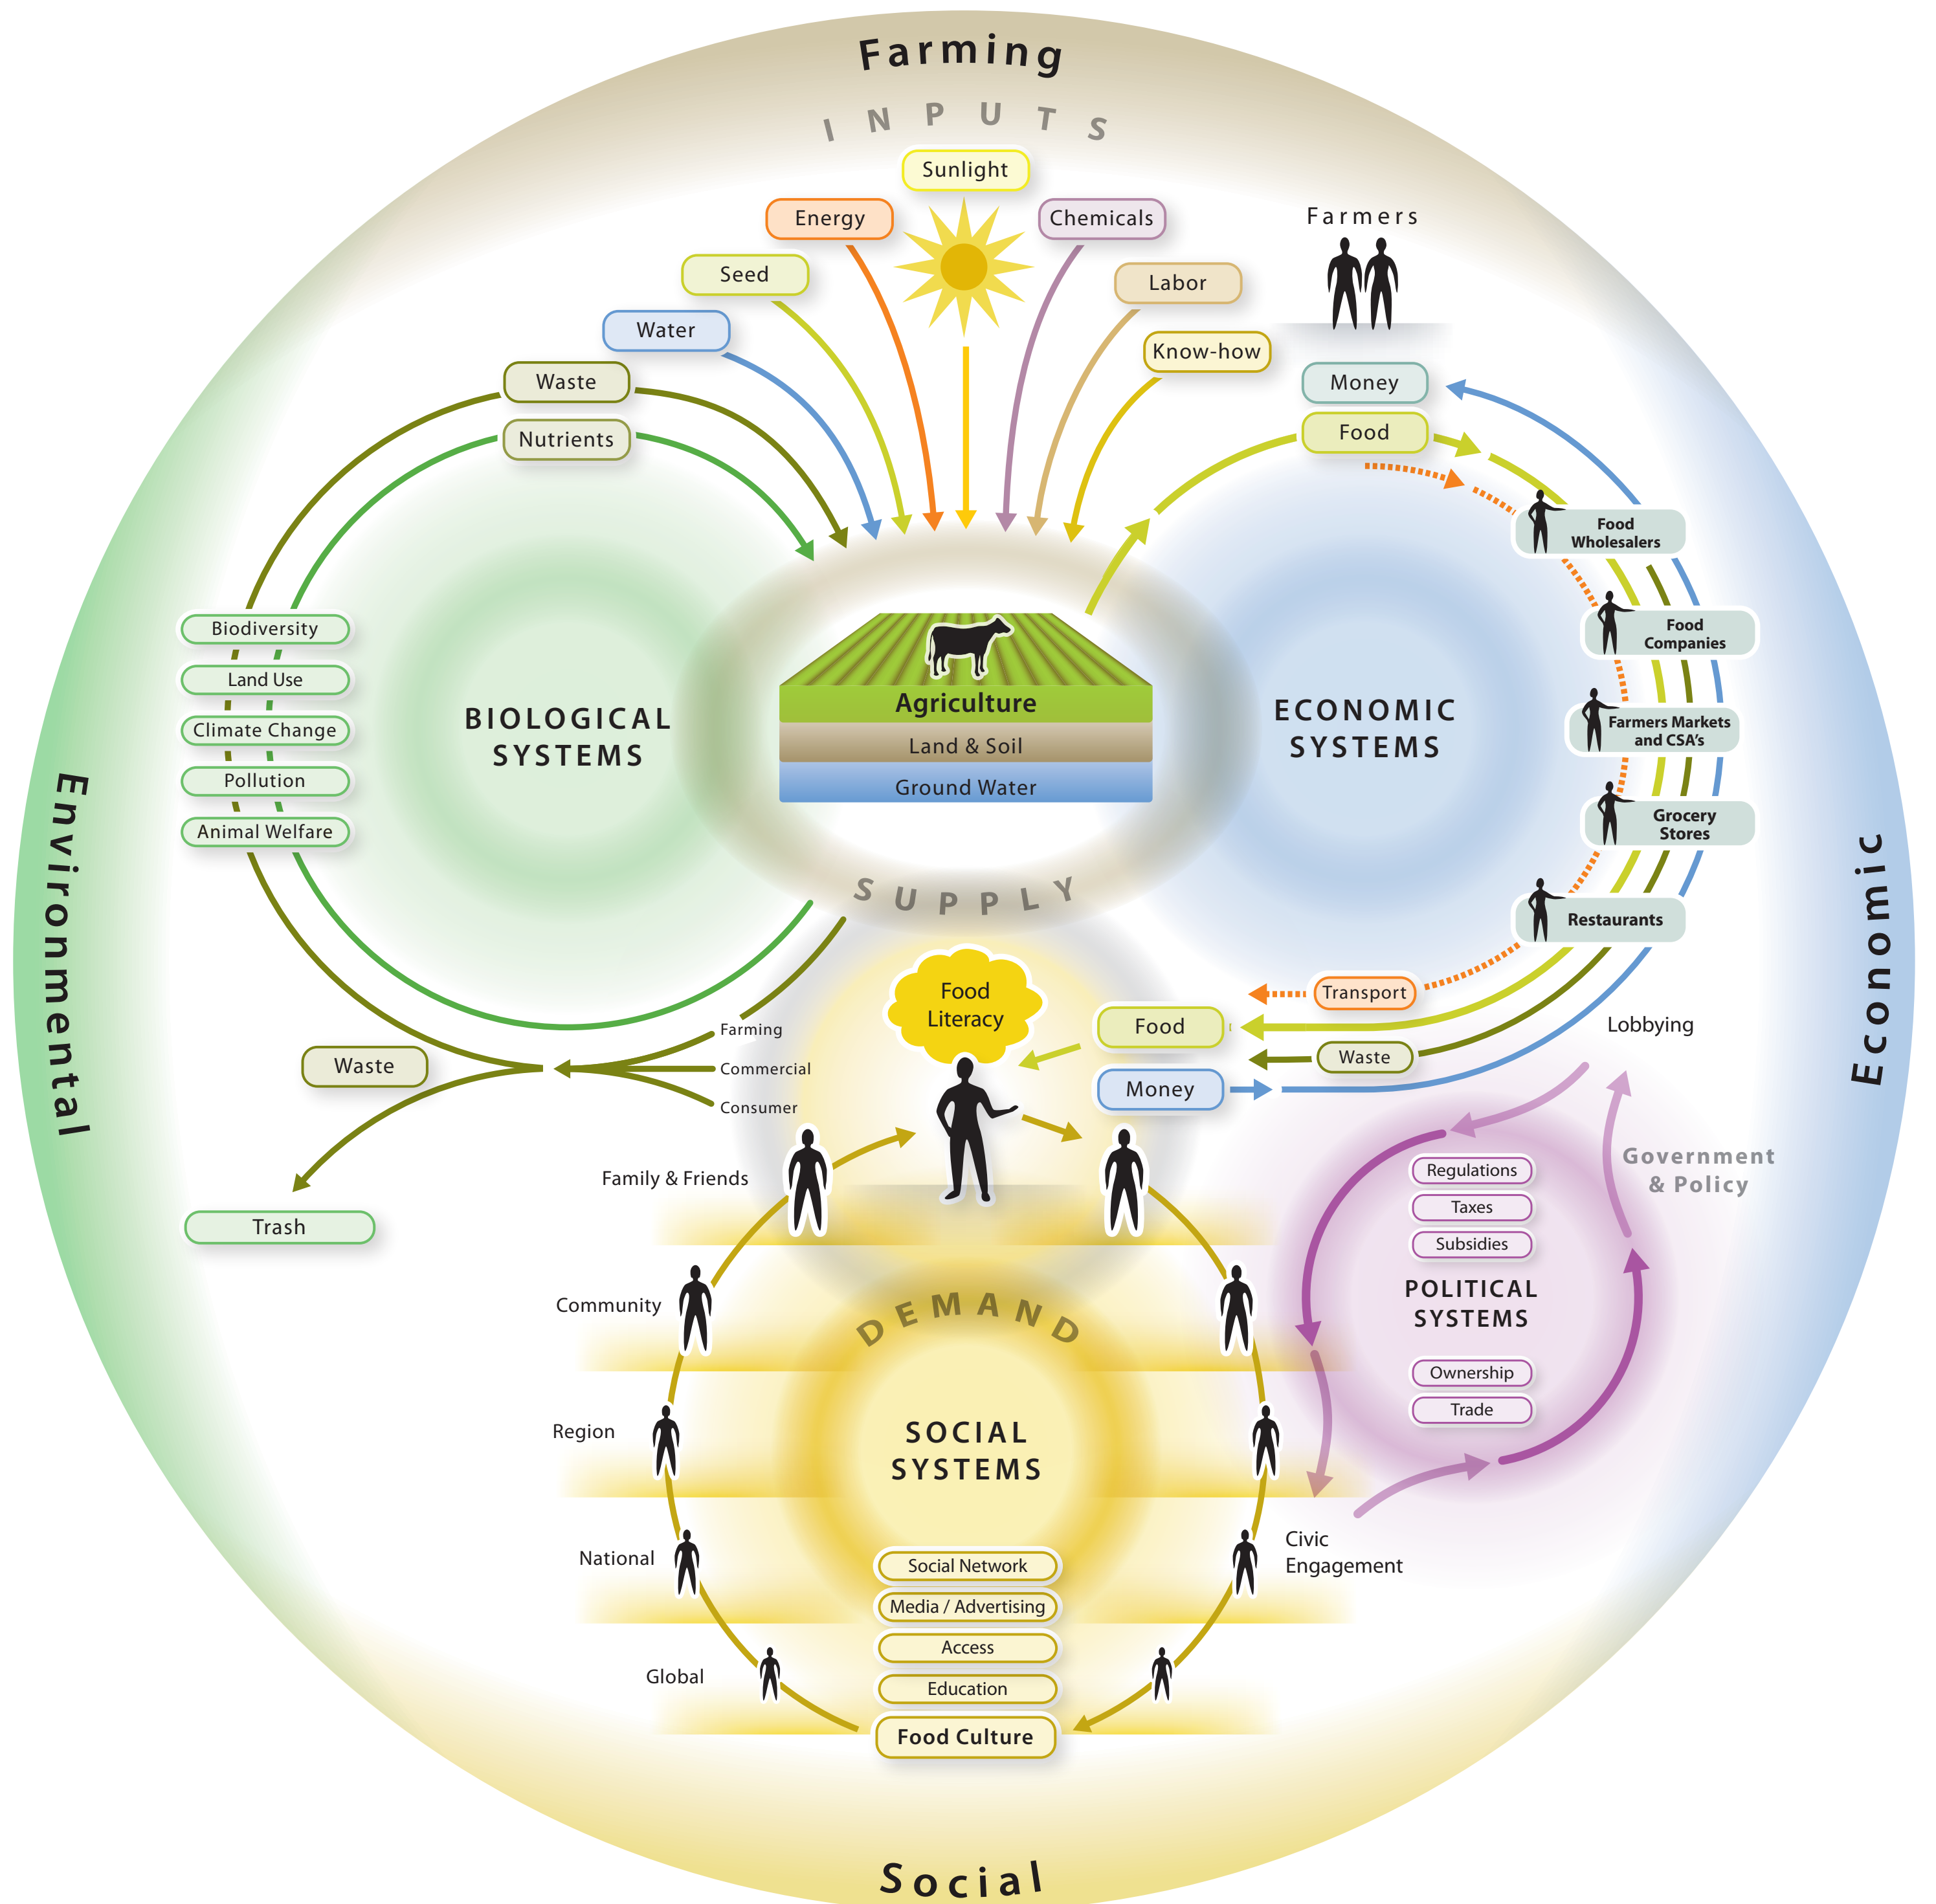 Farming
INPUTS
Sunlight
Energy
Chemicals
Farmers
Seed
Labor
Water
Know-how
Waste
Money
Nutrients
Food
Food
Wholesalers
Biodiversity
Land Use
Climate Change
Pollution
Animal Welfare
BIOLOGICAL
SYSTEMS
Agriculture
Land & Soil
Ground Water
ECONOMIC
SYSTEMS
Food
Companies
Farmers Markets
and CSA's
Grocery
Stores
Restaurants
Environmental
Economic
SUPPLY
Food
Literacy
Transport
Food
Waste
Money
Lobbying
Farming
Commercial
Consumer
Waste
Trash
Government
& Policy
Regulations
Taxes
Subsidies
POLITICAL
SYSTEMS
Ownership
Trade
Family & Friends
Community
Region
National
Global
DEMAND
SOCIAL
SYSTEMS
Civic
Engagement
Social Network
Media / Advertising
Access
Education
Food Culture
Social